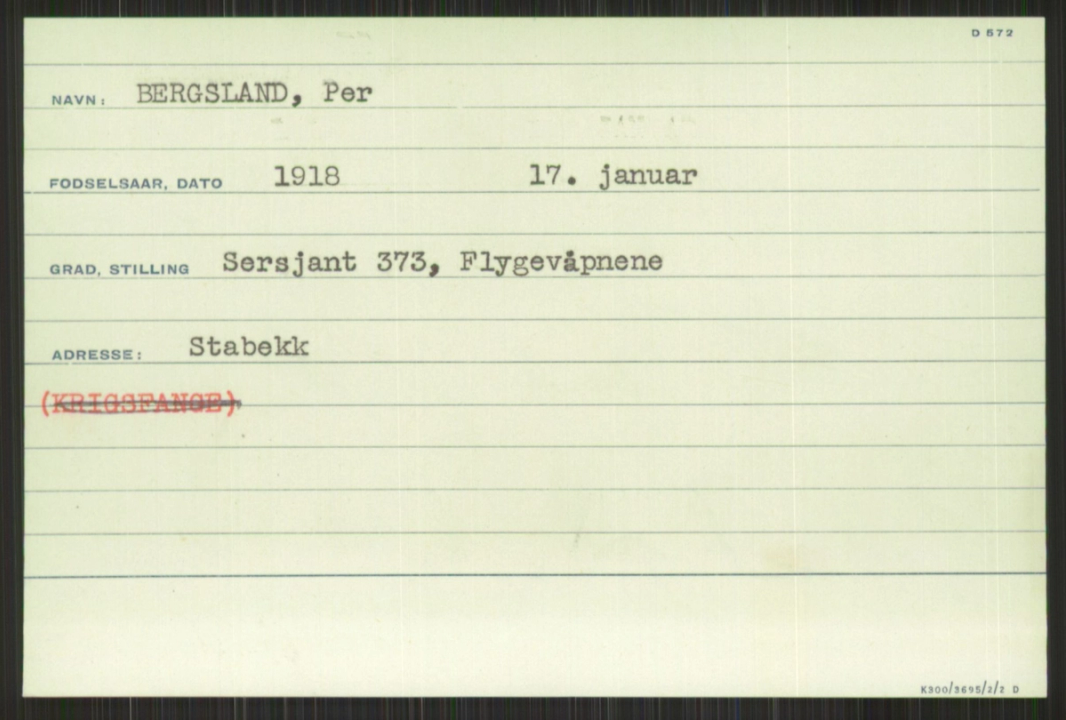 D 572
NAVN: BERGSLAND, Per
FODSELSAAR, DATO 1918 17. januar
GRAD, STILLING Sersjant 373, Flygevåpnene
ADRESSE: Stabekk
(KRIGSFANGE)
K300/3695/2/2 D